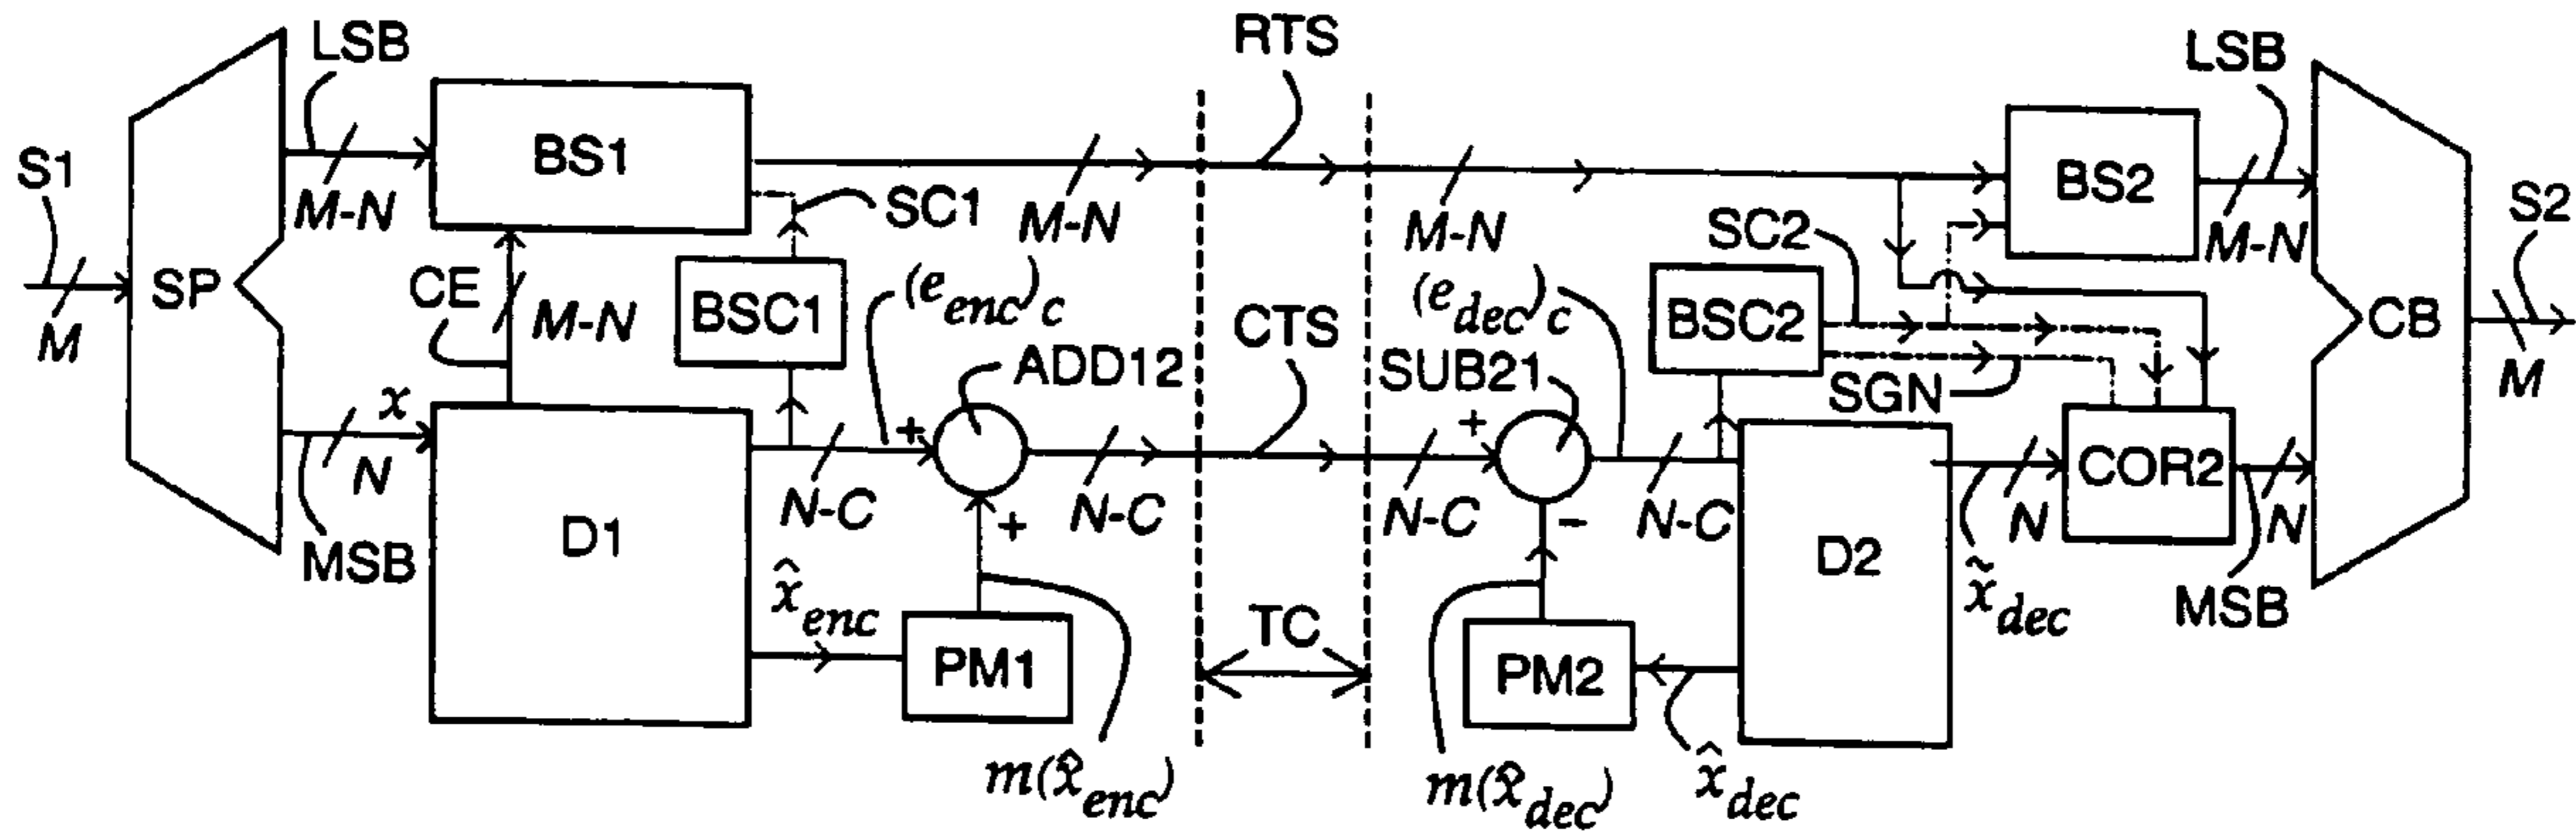 RTS
LSB
LSB
BS1
BS2
S1
S2
M-N
SC1
M-N
M-N
SC2
M-N
SP
CE
M-N
BSC1
(e_enc)_c
CTS
(e_dec)_c
BSC2
CB
M
ADD12
SUB21
SGN
M
x
+
+
N
N-C
N-C
N-C
N-C
N
COR2
N
MSB
D1
+
−
D2
x̂_enc
TC
x̃_dec
MSB
PM1
PM2
m(x̂_enc)
m(x̂_dec)
x̂_dec